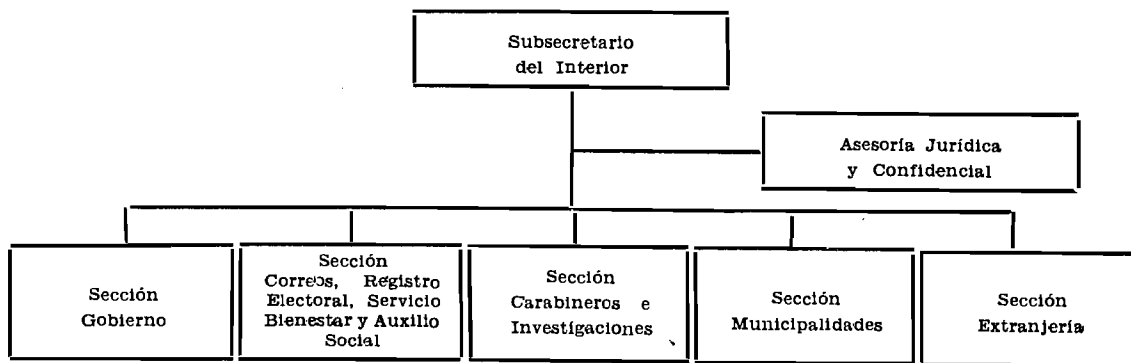 Subsecretario
del Interior
Asesoría Jurídica
y Confidencial
Sección
Gobierno
Sección
Correos, Registro
Electoral, Servicio
Bienestar y Auxilio
Social
Sección
Carabineros e
Investigaciones
Sección
Municipalidades
Sección
Extranjería